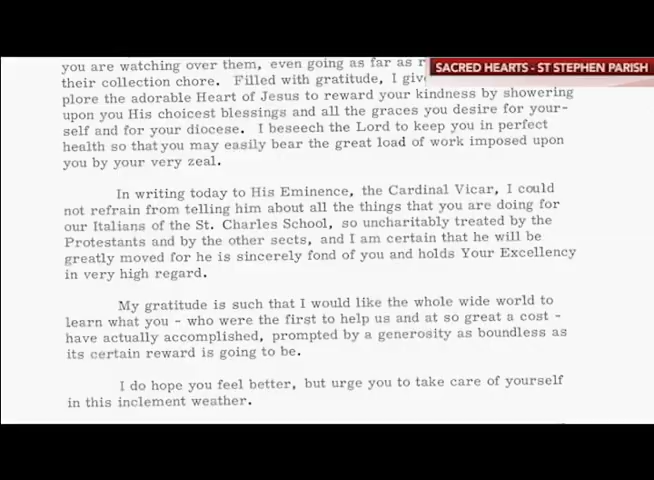 SACRED HEARTS - ST STEPHEN PARISH
you are watching over them, even going as far as
their collection chore. Filled with gratitude, I
plore the adorable Heart of Jesus to reward your kindness by showering
upon you His choicest blessings and all the graces you desire for your-
self and for your diocese. I beseech the Lord to keep you in perfect
health so that you may easily bear the great load of work imposed upon
you by your very zeal.
In writing today to His Eminence, the Cardinal Vicar, I could
not refrain from telling him about all the things that you are doing for
our Italians of the St. Charles School, so uncharitably treated by the
Protestants and by the other sects, and I am certain that he will be
greatly moved for he is sincerely fond of you and holds Your Excellency
in very high regard.
My gratitude is such that I would like the whole wide world to
learn what you - who were the first to help us and at so great a cost -
have actually accomplished, prompted by a generosity as boundless as
its certain reward is going to be.
I do hope you feel better, but urge you to take care of yourself
in this inclement weather.